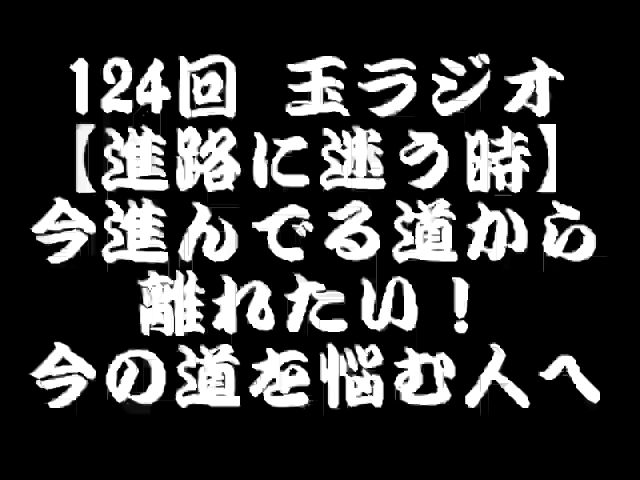 124回 玉ラジオ
【進路に迷う時】
今進んでる道から
離れたい！
今の道を悩む人へ